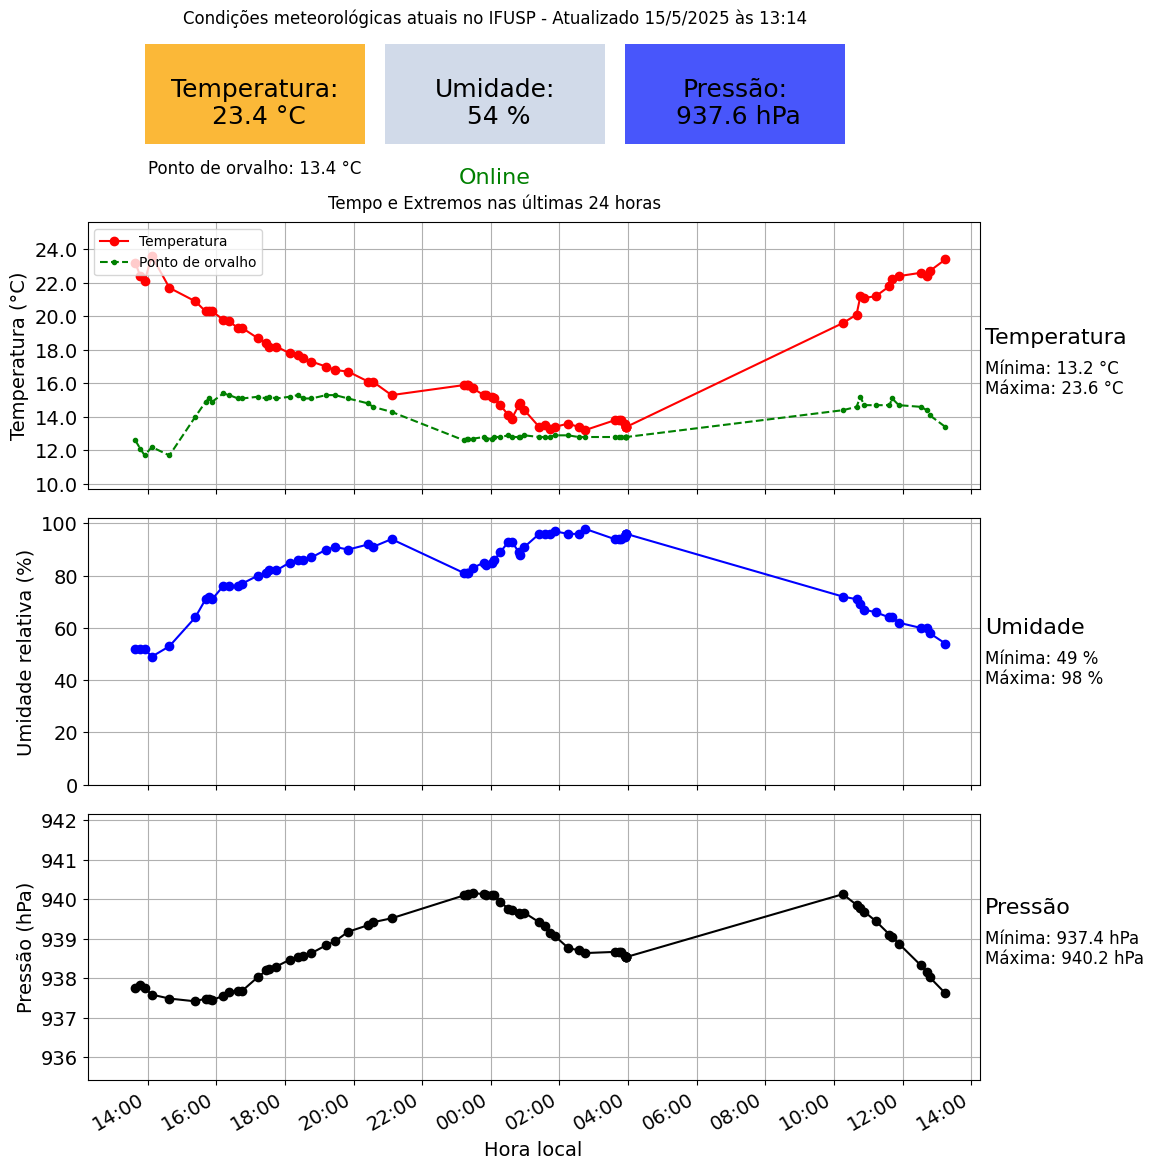 Condições meteorológicas atuais no IFUSP - Atualizado 15/5/2025 às 13:14
Temperatura:
23.4 °C
Umidade:
54 %
Pressão:
937.6 hPa
Ponto de orvalho: 13.4 °C
Online
Tempo e Extremos nas últimas 24 horas
Temperatura (°C)
24.0
22.0
20.0
18.0
16.0
14.0
12.0
10.0
Temperatura
Ponto de orvalho
Temperatura
Mínima: 13.2 °C
Máxima: 23.6 °C
Umidade relativa (%)
100
80
60
40
20
0
Umidade
Mínima: 49 %
Máxima: 98 %
Pressão (hPa)
942
941
940
939
938
937
936
Pressão
Mínima: 937.4 hPa
Máxima: 940.2 hPa
14:00 16:00 18:00 20:00 22:00 00:00 02:00 04:00 06:00 08:00 10:00 12:00 14:00
Hora local